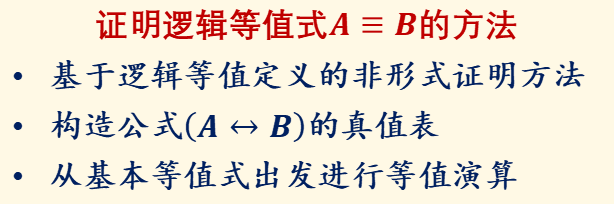 证明逻辑等值式A ≡ B的方法
• 基于逻辑等值定义的非形式证明方法
• 构造公式(A ↔ B)的真值表
• 从基本等值式出发进行等值演算